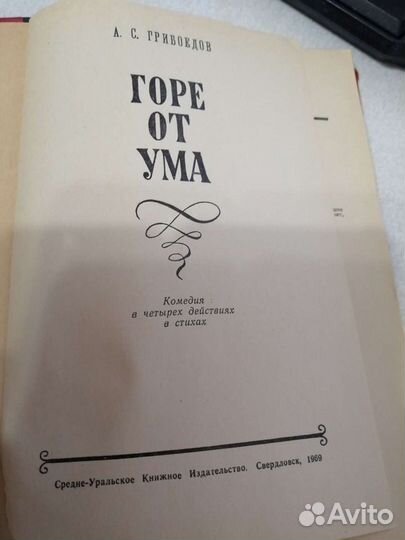 А. С. ГРИБОЕДОВ
ГОРЕ
ОТ
УМА
Комедия
в четырех действиях
в стихах
Средне-Уральское Книжное Издательство. Свердловск, 1969
Avito